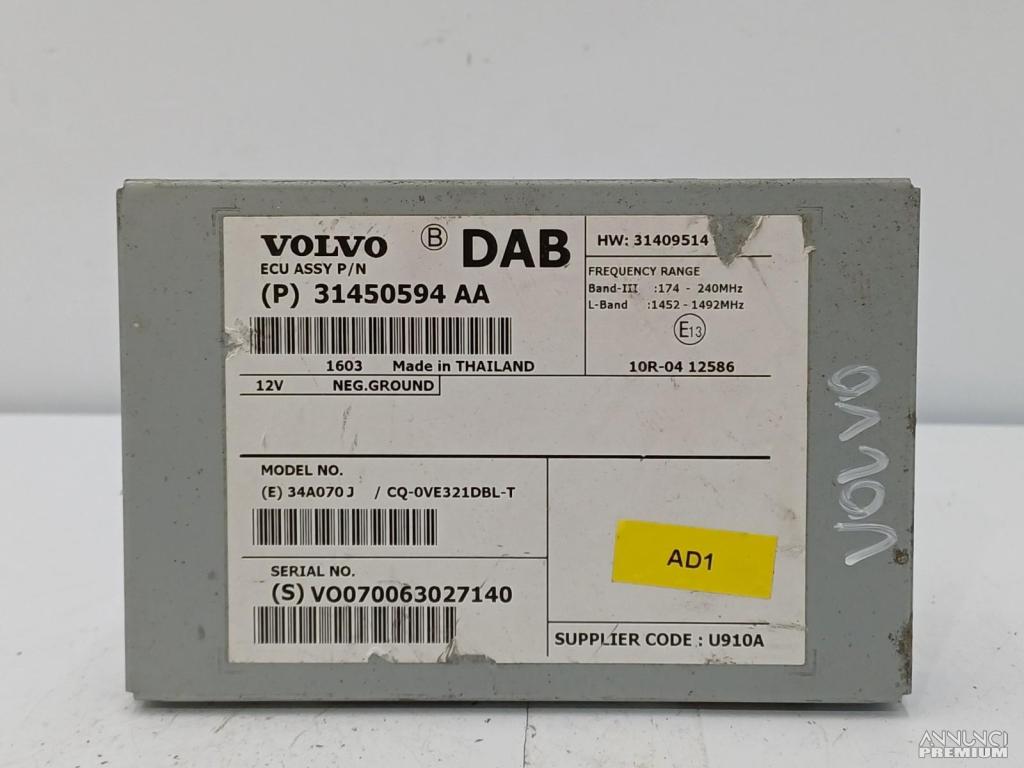 VOLVO B DAB
ECU ASSY P/N
(P) 31450594 AA
1603 Made in THAILAND
HW: 31409514
FREQUENCY RANGE
Band-III :174 - 240MHz
L-Band :1452 - 1492MHz
E13
10R-04 12586
12V NEG.GROUND
MODEL NO.
(E) 34A070J / CQ-0VE321DBL-T
AD1
SERIAL NO.
(S) VO070063027140
SUPPLIER CODE : U910A
VOLVO
ANNUNCI
PREMIUM